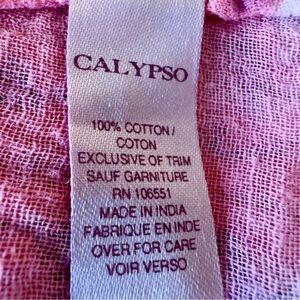 CALYPSO
100% COTTON /
COTON
EXCLUSIVE OF TRIM
SAUF GARNITURE
RN 106551
MADE IN INDIA
FABRIQUE EN INDE
OVER FOR CARE
VOIR VERSO